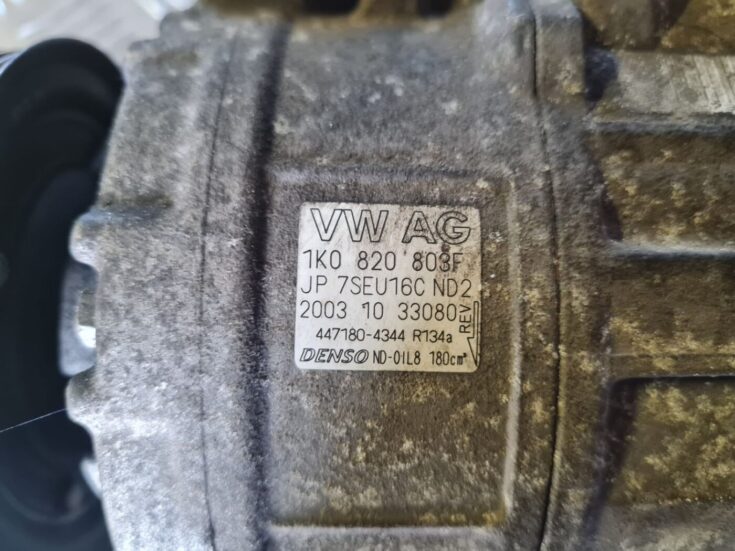 VW AG
1K0 820 803F
JP 7SEU16C ND2
2003 10 33080
REV
447180-4344 R134a
DENSO ND-OIL8 180cm³